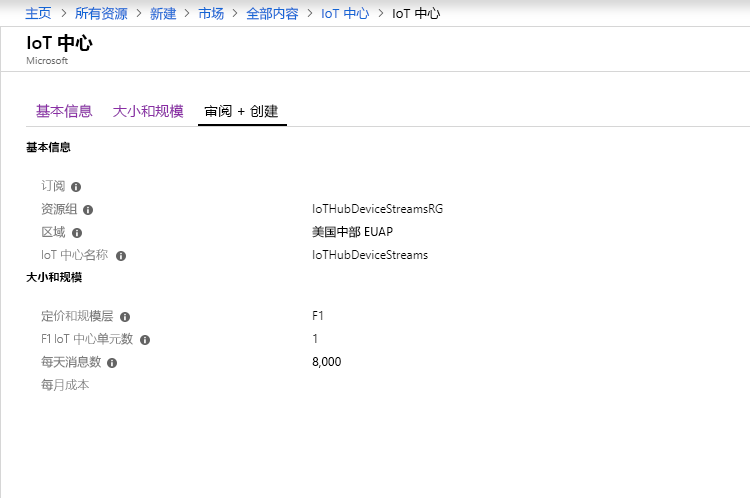 主页 > 所有资源 > 新建 > 市场 > 全部内容 > IoT 中心 > IoT 中心
IoT 中心
Microsoft
基本信息 大小和规模 审阅 + 创建
基本信息
订阅
资源组 IoTHubDeviceStreamsRG
区域 美国中部 EUAP
IoT 中心名称 IoTHubDeviceStreams
大小和规模
定价和规模层 F1
F1 IoT 中心单元数 1
每天消息数 8,000
每月成本